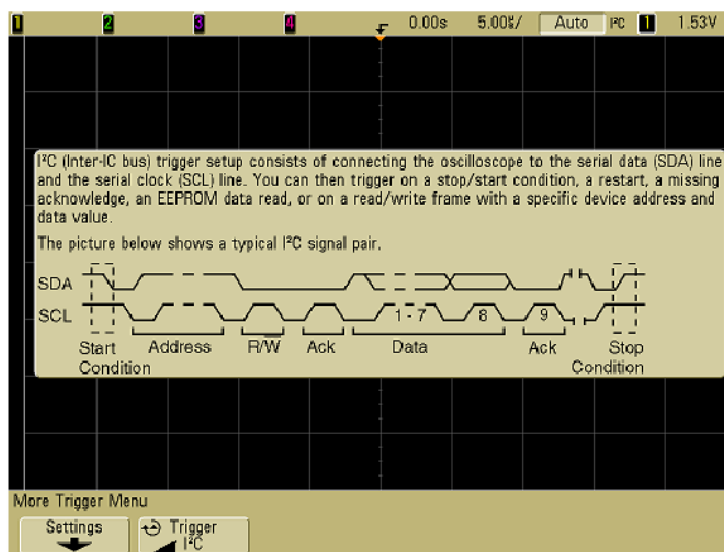 1 2 3 4 0.00s 5.00%/ Auto I²C 1 1.53V
I²C (Inter-IC bus) trigger setup consists of connecting the oscilloscope to the serial data (SDA) line
and the serial clock (SCL) line. You can then trigger on a stop/start condition, a restart, a missing
acknowledge, an EEPROM data read, or on a read/write frame with a specific device address and
data value.
The picture below shows a typical I²C signal pair.
SDA
SCL 1 - 7 8 9
Start Address R/W Ack Data Ack Stop
Condition Condition
More Trigger Menu
Settings Trigger
I²C